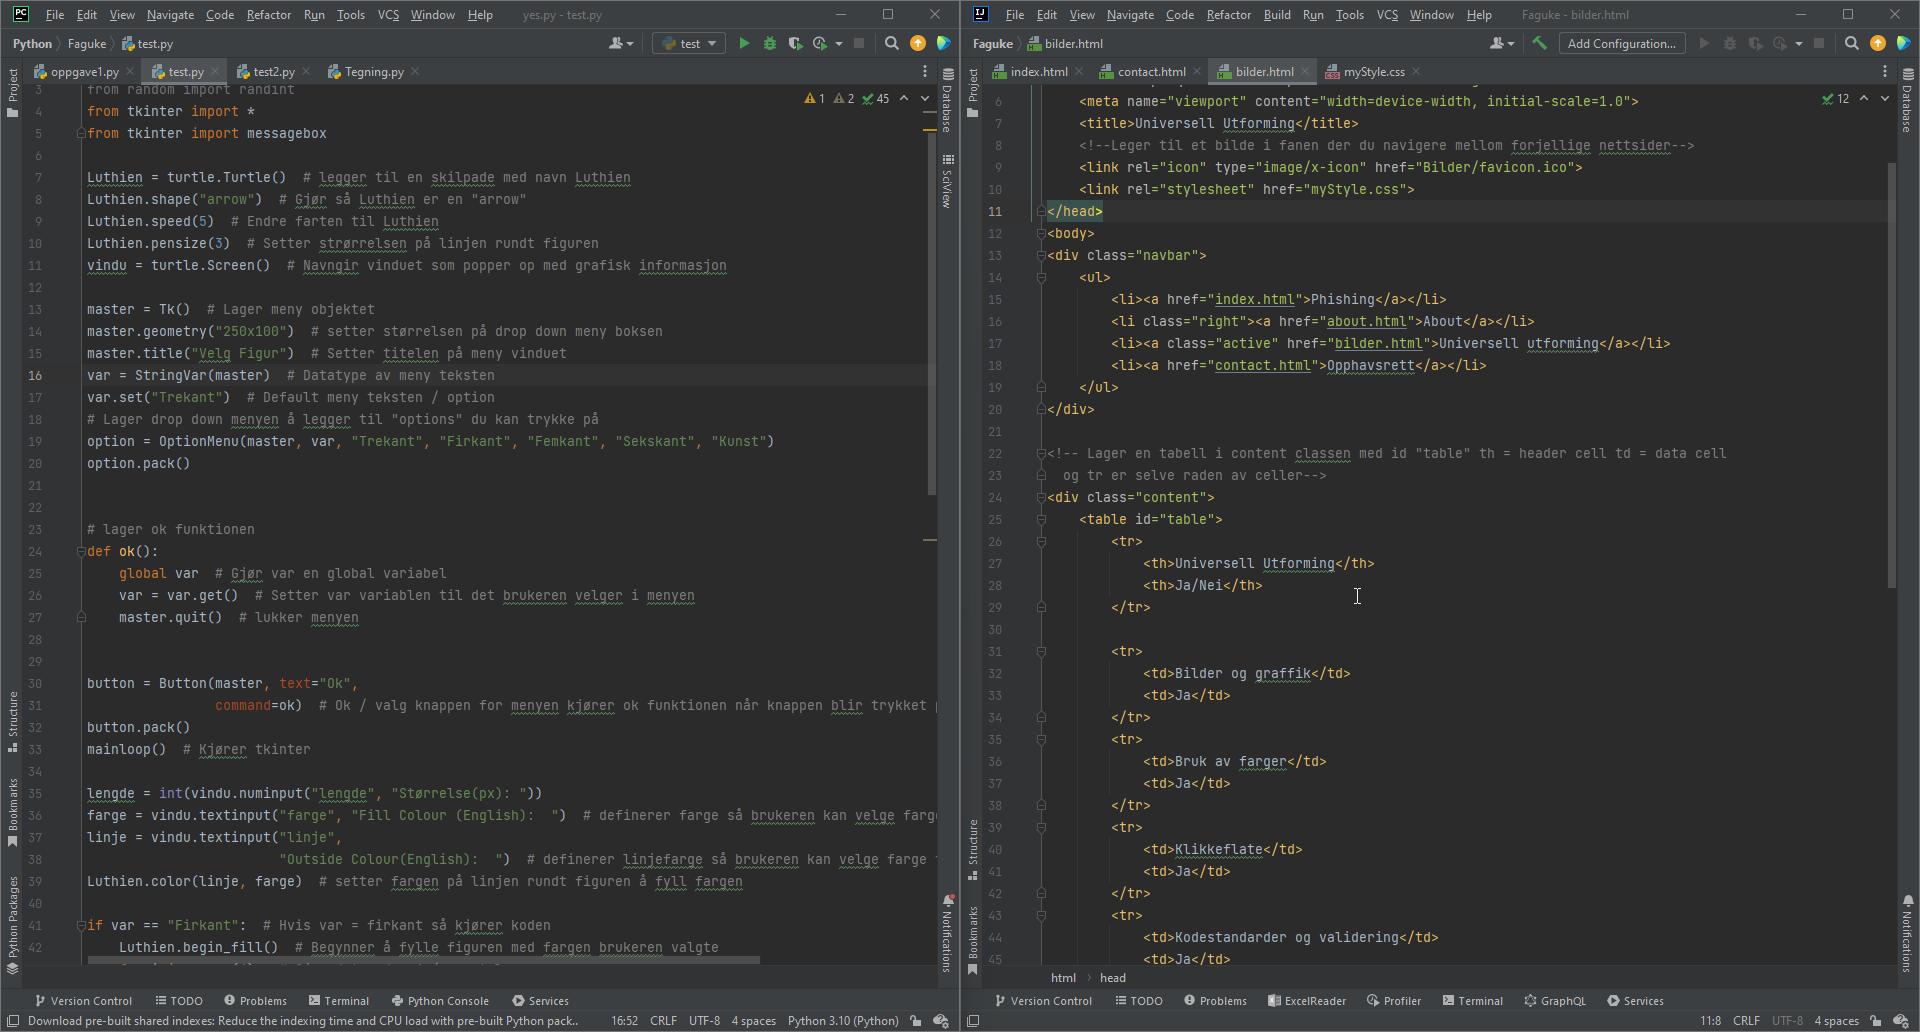 PC File Edit View Navigate Code Refactor Run Tools VCS Window Help yes.py - test.py
Python Faguke test.py test
oppgave1.py test.py test2.py Tegning.py
Project
Structure
Bookmarks
Python Packages
Database
SciView
Notifications
1 2 45
3 from random import randint
4 from tkinter import *
5 from tkinter import messagebox
6
7 Luthien = turtle.Turtle()  # legger til en skilpade med navn Luthien
8 Luthien.shape("arrow")  # Gjør så Luthien er en "arrow"
9 Luthien.speed(5)  # Endre farten til Luthien
10 Luthien.pensize(3)  # Setter strørrelsen på linjen rundt figuren
11 vindu = turtle.Screen()  # Navngir vinduet som popper op med grafisk informasjon
12
13 master = Tk()  # Lager meny objektet
14 master.geometry("250x100")  # setter størrelsen på drop down meny boksen
15 master.title("Velg Figur")  # Setter titelen på meny vinduet
16 var = StringVar(master)  # Datatype av meny teksten
17 var.set("Trekant")  # Default meny teksten / option
18 # Lager drop down menyen å legger til "options" du kan trykke på
19 option = OptionMenu(master, var, "Trekant", "Firkant", "Femkant", "Sekskant", "Kunst")
20 option.pack()
21
22
23 # lager ok funktionen
24 def ok():
25     global var  # Gjør var en global variabel
26     var = var.get()  # Setter var variablen til det brukeren velger i menyen
27     master.quit()  # lukker menyen
28
29
30 button = Button(master, text="Ok",
31                 command=ok)  # Ok / valg knappen for menyen kjører ok funktionen når knappen blir trykket
32 button.pack()
33 mainloop()  # Kjører tkinter
34
35 lengde = int(vindu.numinput("lengde", "Størrelse(px): "))
36 farge = vindu.textinput("farge", "Fill Colour (English):  ")  # definerer farge så brukeren kan velge farg
37 linje = vindu.textinput("linje",
38                         "Outside Colour(English):  ")  # definerer linjefarge så brukeren kan velge farge
39 Luthien.color(linje, farge)  # setter fargen på linjen rundt figuren å fyll fargen
40
41 if var == "Firkant":  # Hvis var = firkant så kjører koden
42     Luthien.begin_fill()  # Begynner å fylle figuren med fargen brukeren valgte
Version Control TODO Problems Terminal Python Console Services
Download pre-built shared indexes: Reduce the indexing time and CPU load with pre-built Python pack.. 16:52 CRLF UTF-8 4 spaces Python 3.10 (Python)
IJ File Edit View Navigate Code Refactor Build Run Tools VCS Window Help Faguke - bilder.html
Faguke bilder.html Add Configuration...
index.html contact.html bilder.html myStyle.css
Project
Structure
Bookmarks
Database
Notifications
12
6 <meta name="viewport" content="width=device-width, initial-scale=1.0">
7 <title>Universell Utforming</title>
8 <!--Leger til et bilde i fanen der du navigere mellom forjellige nettsider-->
9 <link rel="icon" type="image/x-icon" href="Bilder/favicon.ico">
10 <link rel="stylesheet" href="myStyle.css">
11 </head>
12 <body>
13 <div class="navbar">
14 <ul>
15 <li><a href="index.html">Phishing</a></li>
16 <li class="right"><a href="about.html">About</a></li>
17 <li><a class="active" href="bilder.html">Universell utforming</a></li>
18 <li><a href="contact.html">Opphavsrett</a></li>
19 </ul>
20 </div>
21
22 <!-- Lager en tabell i content classen med id "table" th = header cell td = data cell
23 og tr er selve raden av celler-->
24 <div class="content">
25 <table id="table">
26 <tr>
27 <th>Universell Utforming</th>
28 <th>Ja/Nei</th>
29 </tr>
30
31 <tr>
32 <td>Bilder og graffik</td>
33 <td>Ja</td>
34 </tr>
35 <tr>
36 <td>Bruk av farger</td>
37 <td>Ja</td>
38 </tr>
39 <tr>
40 <td>Klikkeflate</td>
41 <td>Ja</td>
42 </tr>
43 <tr>
44 <td>Kodestandarder og validering</td>
45 <td>Ja</td>
html head
Version Control TODO Problems ExcelReader Profiler Terminal GraphQL Services
11:8 CRLF UTF-8 4 spaces